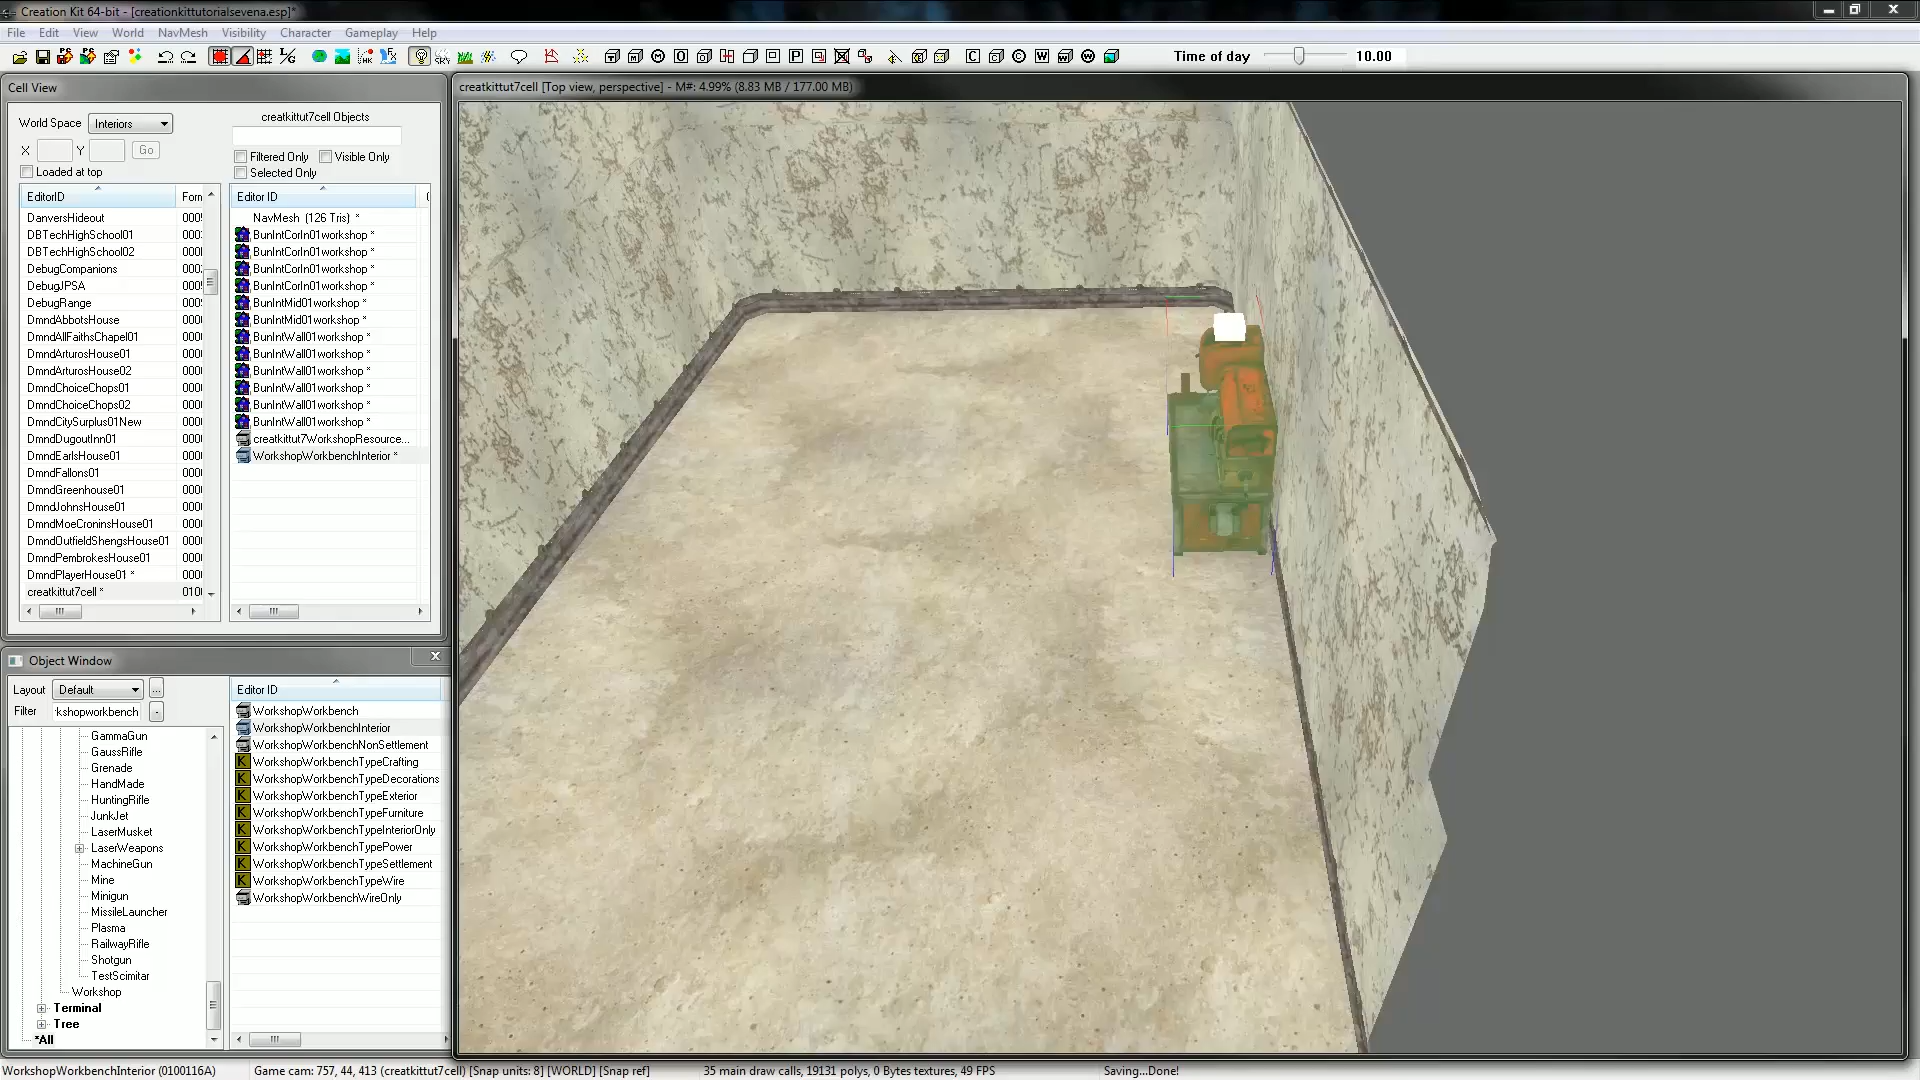 Creation Kit 64-bit - [creationkittutorialsevena.esp]*
File Edit View World NavMesh Visibility Character Gameplay Help
Time of day 10.00
Cell View
World Space Interiors
creatkittut7cell Objects
X Y Go
Filtered Only Visible Only
Loaded at top
Selected Only
EditorID Forn
DanversHideout
DBTechHighSchool01
DBTechHighSchool02
DebugCompanions
DebugJPSA
DebugRange
DmndAbbotsHouse
DmndAllFaithsChapel01
DmndArturosHouse01
DmndArturosHouse02
DmndChoiceChops01
DmndChoiceChops02
DmndCitySurplus01New
DmndDugoutInn01
DmndEarlsHouse01
DmndFallons01
DmndGreenhouse01
DmndJohnsHouse01
DmndMoeCroninsHouse01
DmndOutfieldShengsHouse01
DmndPembrokesHouse01
DmndPlayerHouse01 *
creatkittut7cell * 010
Editor ID
NavMesh (126 Tris) *
BunIntCorIn01workshop *
BunIntCorIn01workshop *
BunIntCorIn01workshop *
BunIntCorIn01workshop *
BunIntMid01workshop *
BunIntMid01workshop *
BunIntWall01workshop *
BunIntWall01workshop *
BunIntWall01workshop *
BunIntWall01workshop *
BunIntWall01workshop *
BunIntWall01workshop *
creatkittut7WorkshopResource...
WorkshopWorkbenchInterior *
creatkittut7cell [Top view, perspective] - M#: 4.99% (8.83 MB / 177.00 MB)
Object Window
Layout Default ...
Filter kshopworkbench
GammaGun
GaussRifle
Grenade
HandMade
HuntingRifle
JunkJet
LaserMusket
LaserWeapons
MachineGun
Mine
Minigun
MissileLauncher
Plasma
RailwayRifle
Shotgun
TestScimitar
Workshop
Terminal
Tree
*All
Editor ID
WorkshopWorkbench
WorkshopWorkbenchInterior
WorkshopWorkbenchNonSettlement
WorkshopWorkbenchTypeCrafting
WorkshopWorkbenchTypeDecorations
WorkshopWorkbenchTypeExterior
WorkshopWorkbenchTypeFurniture
WorkshopWorkbenchTypeInteriorOnly
WorkshopWorkbenchTypePower
WorkshopWorkbenchTypeSettlement
WorkshopWorkbenchTypeWire
WorkshopWorkbenchWireOnly
WorkshopWorkbenchInterior (0100116A) Game cam: 757, 44, 413 (creatkittut7cell) [Snap units: 8] [WORLD] [Snap ref] 35 main draw calls, 19131 polys, 0 Bytes textures, 49 FPS Saving...Done!